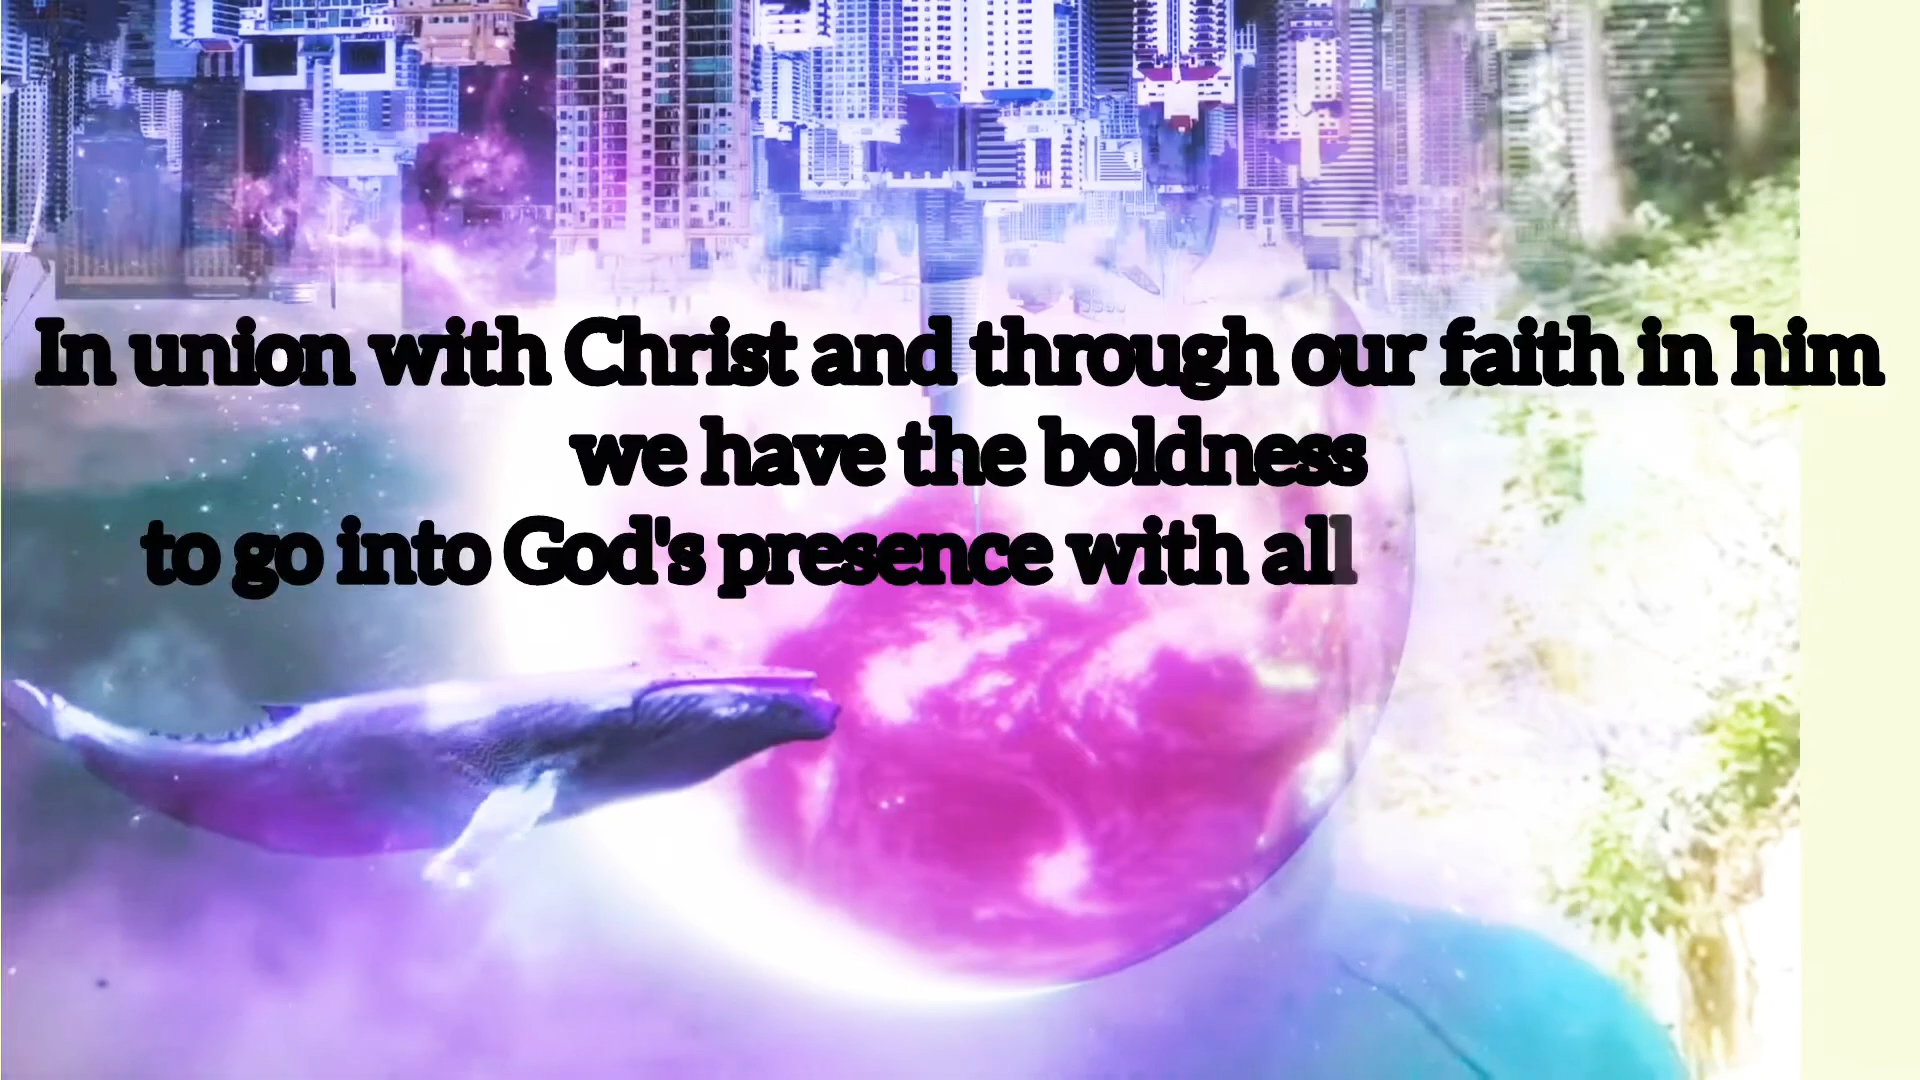 In union with Christ and through our faith in him
we have the boldness
to go into God's presence with all